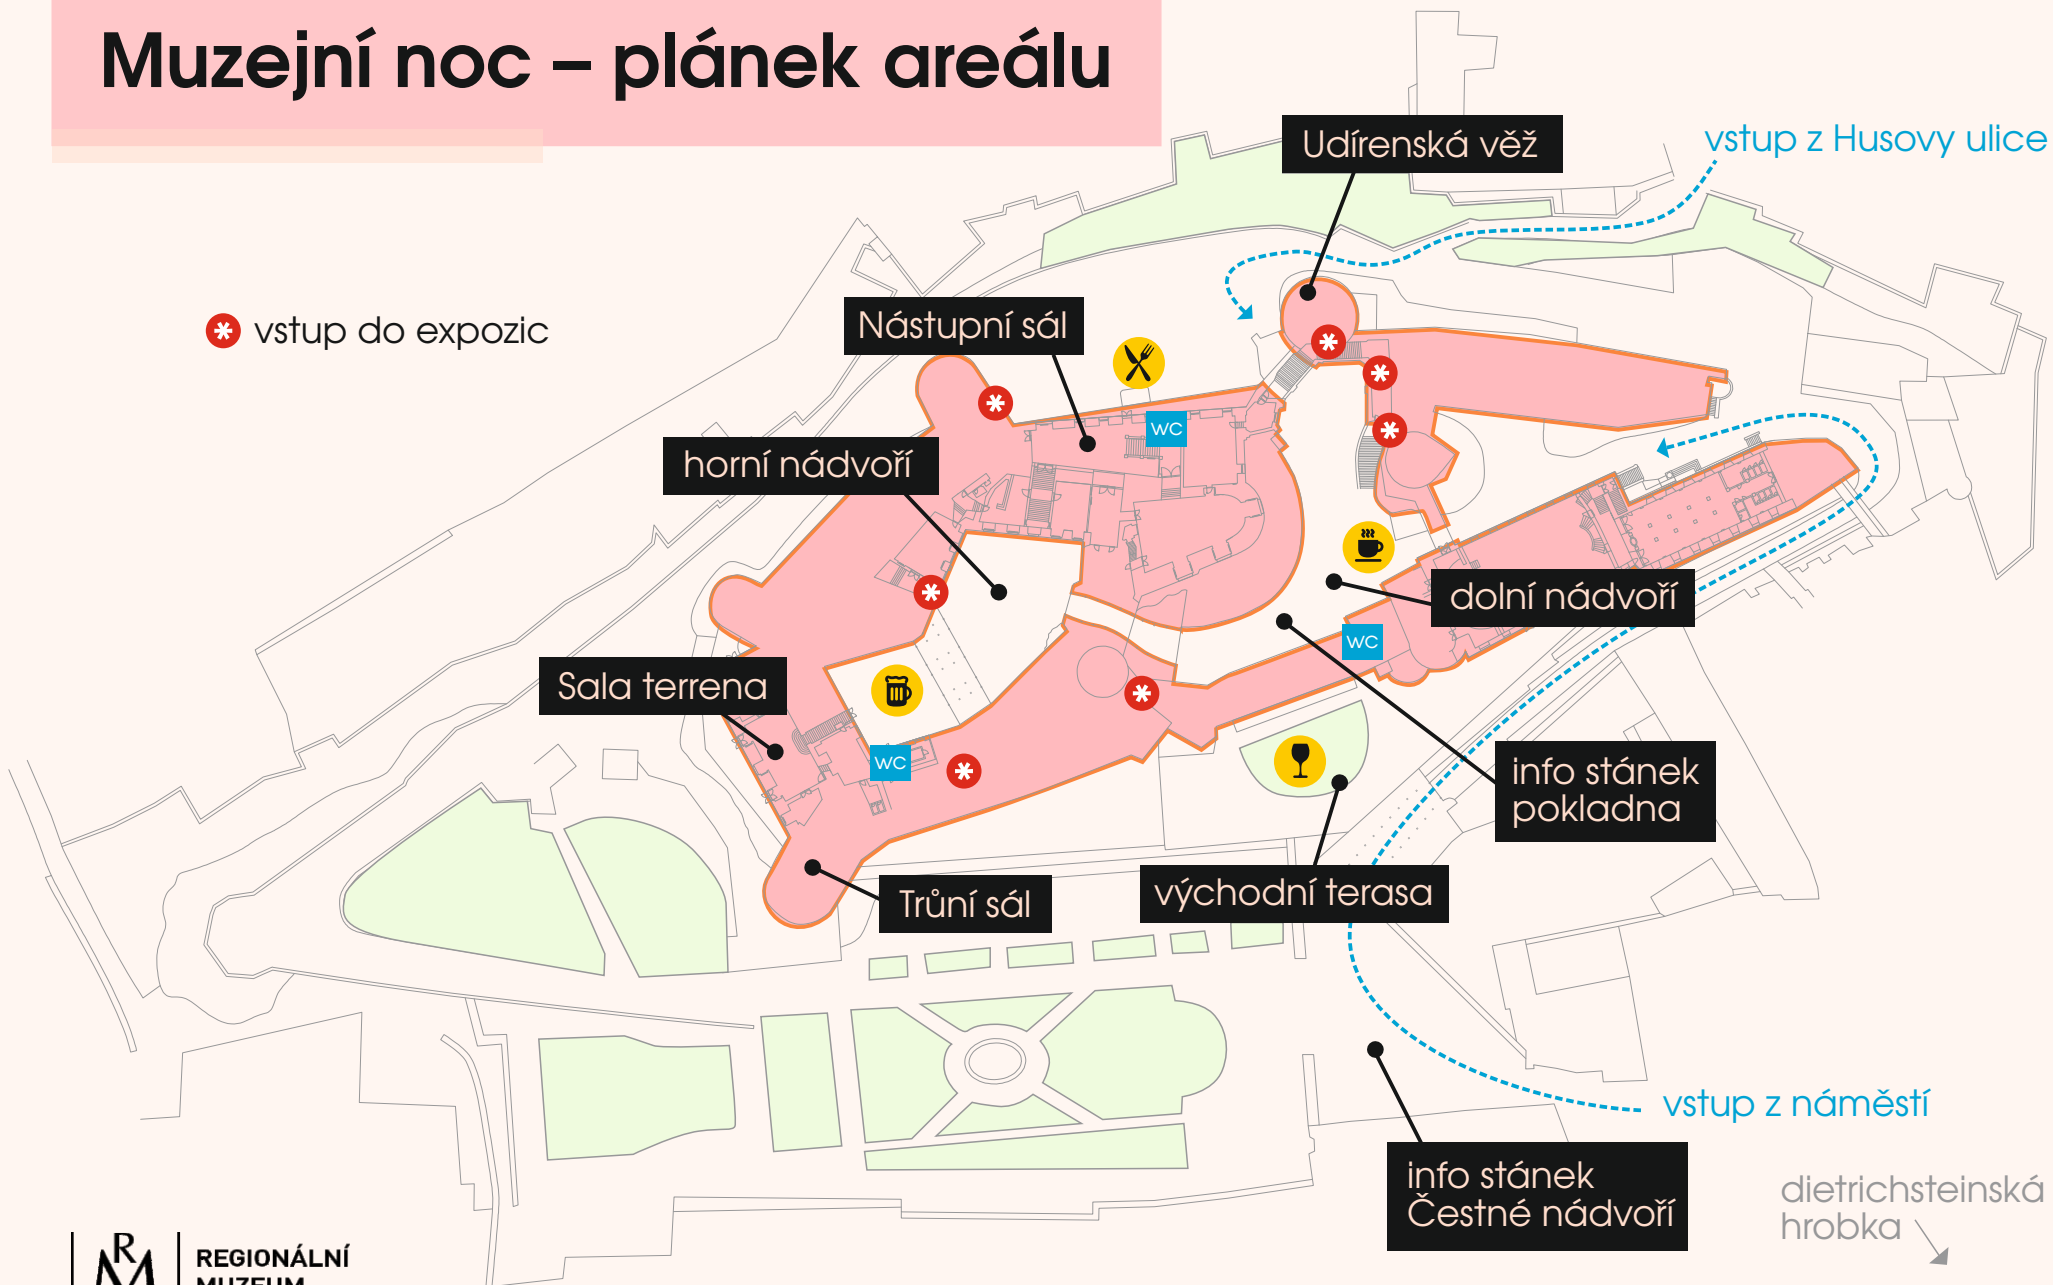 Muzejní noc – plánek areálu
Udírenská věž
vstup z Husovy ulice
vstup do expozic
Nástupní sál
WC
horní nádvoří
dolní nádvoří
WC
Sala terrena
WC
info stánek
pokladna
východní terasa
Trůní sál
vstup z náměstí
info stánek
Čestné nádvoří
dietrichsteinská
hrobka
RM
REGIONÁLNÍ
MUZEUM